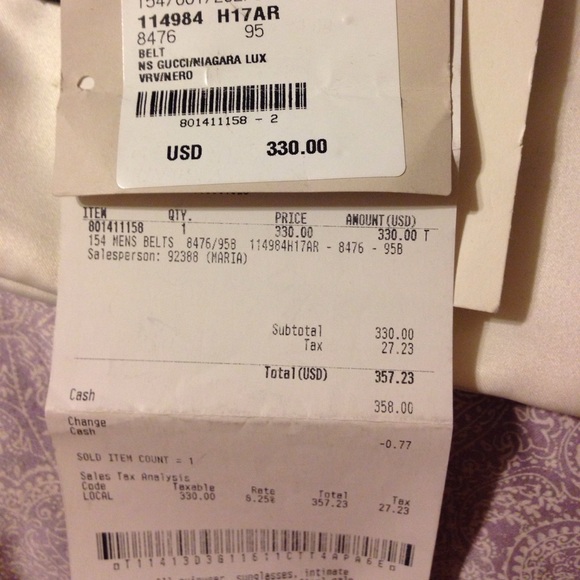 114984 H17AR
8476 95
BELT
NS GUCCI/NIAGARA LUX
VRV/NERO
801411158 - 2
USD 330.00
ITEM QTY. PRICE AMOUNT(USD)
801411158 1 330.00 330.00 T
154 MENS BELTS 8476/958 114984H17AR - 8476 - 95B
Salesperson: 92388 (MARIA)
Subtotal 330.00
Tax 27.23
Total(USD) 357.23
Cash 358.00
Change
Cash -0.77
SOLD ITEM COUNT = 1
Sales Tax Analysis
Code Taxable Rate Total Tax
LOCAL 330.00 8.25% 357.23 27.23
sunglasses, intimate